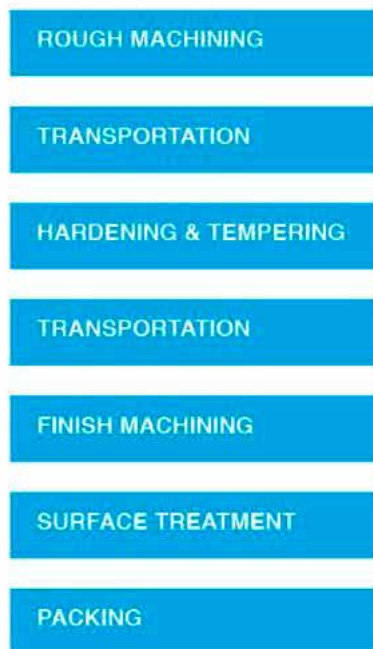 ROUGH MACHINING
TRANSPORTATION
HARDENING & TEMPERING
TRANSPORTATION
FINISH MACHINING
SURFACE TREATMENT
PACKING